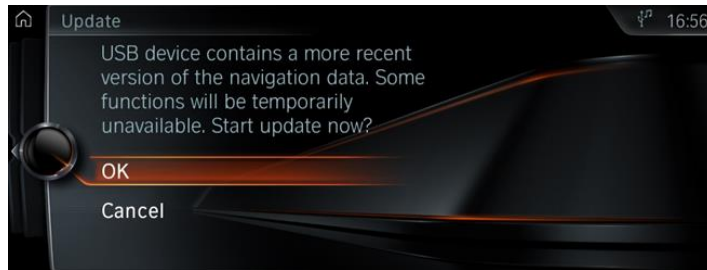 Update
16:56
USB device contains a more recent
version of the navigation data. Some
functions will be temporarily
unavailable. Start update now?
OK
Cancel